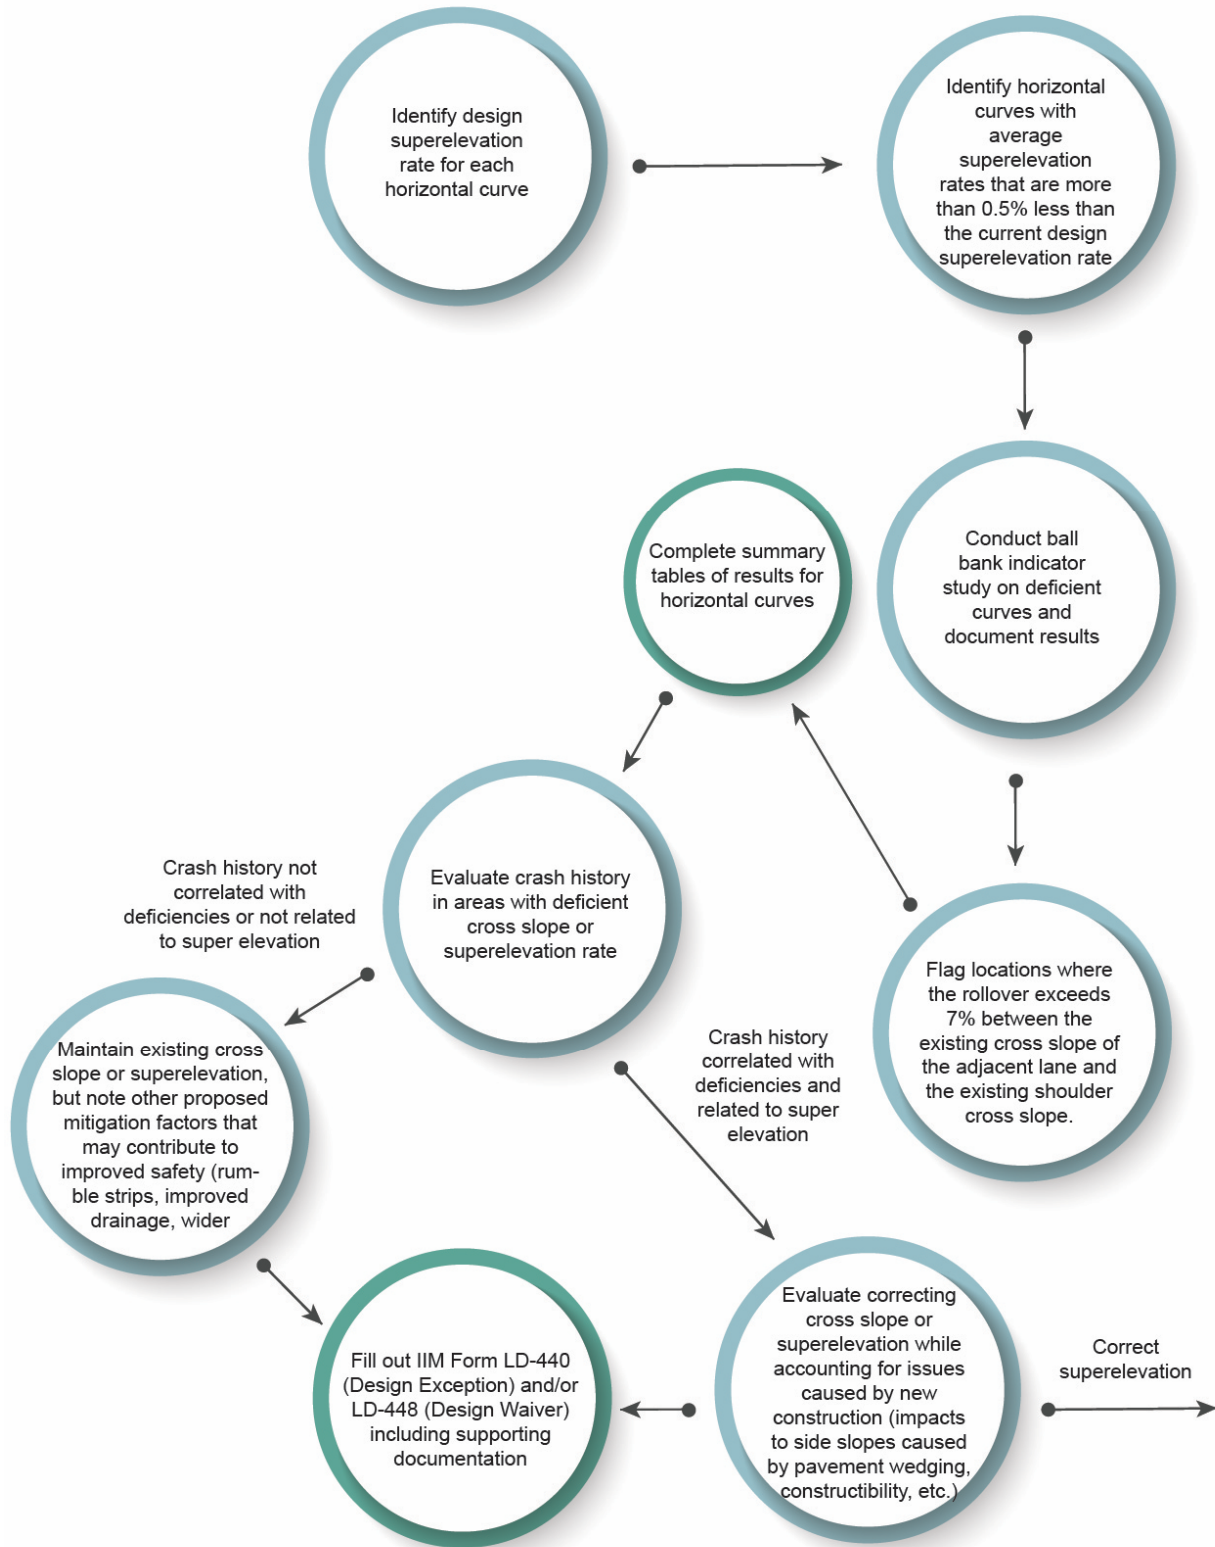 Identify design
superelevation
rate for each
horizontal curve
Identify horizontal
curves with
average
superelevation
rates that are more
than 0.5% less than
the current design
superelevation rate
Conduct ball
bank indicator
study on deficient
curves and
document results
Flag locations where
the rollover exceeds
7% between the
existing cross slope of
the adjacent lane and
the existing shoulder
cross slope.
Complete summary
tables of results for
horizontal curves
Evaluate crash history
in areas with deficient
cross slope or
superelevation rate
Crash history not
correlated with
deficiencies or not related
to super elevation
Maintain existing cross
slope or superelevation,
but note other proposed
mitigation factors that
may contribute to
improved safety (rum-
ble strips, improved
drainage, wider
Crash history
correlated with
deficiencies and
related to super
elevation
Evaluate correcting
cross slope or
superelevation while
accounting for issues
caused by new
construction (impacts
to side slopes caused
by pavement wedging,
constructibility, etc.)
Fill out IIM Form LD-440
(Design Exception) and/or
LD-448 (Design Waiver)
including supporting
documentation
Correct
superelevation